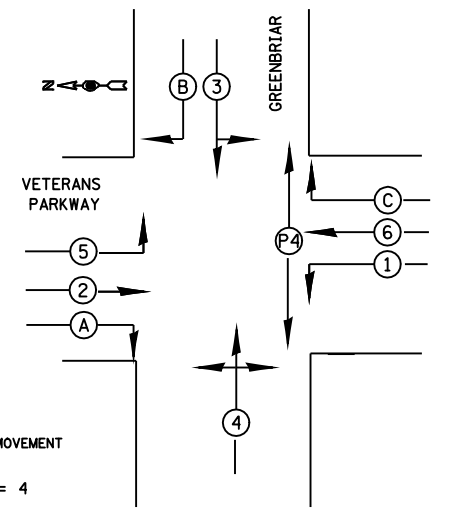 GREENBRIAR
N
B 3
VETERANS
PARKWAY
C
P4
6
5
1
2
A
4
MOVEMENT
= 4